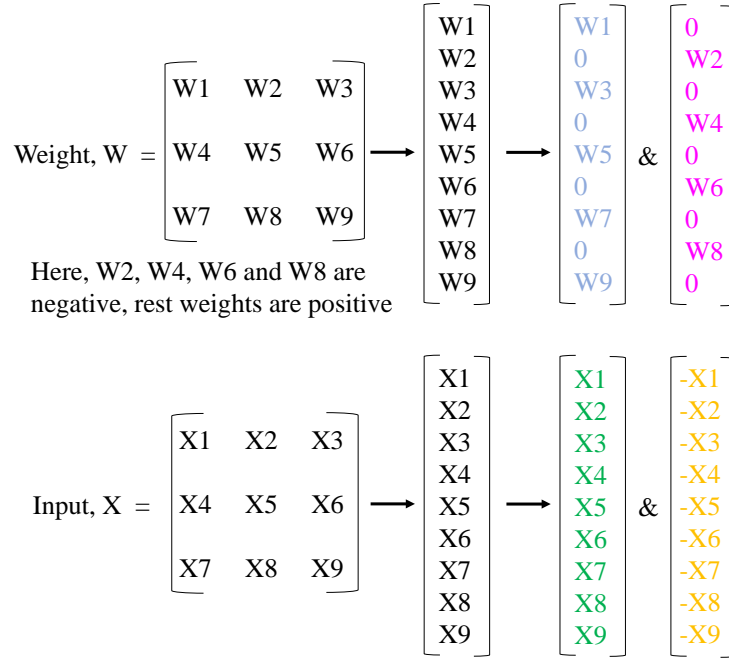 Weight, W =
W1 W2 W3
W4 W5 W6
W7 W8 W9
W1
W2
W3
W4
W5
W6
W7
W8
W9
W1
0
W3
0
W5
0
W7
0
W9
&
0
W2
0
W4
0
W6
0
W8
0
Here, W2, W4, W6 and W8 are
negative, rest weights are positive
Input, X =
X1 X2 X3
X4 X5 X6
X7 X8 X9
X1
X2
X3
X4
X5
X6
X7
X8
X9
X1
X2
X3
X4
X5
X6
X7
X8
X9
&
-X1
-X2
-X3
-X4
-X5
-X6
-X7
-X8
-X9